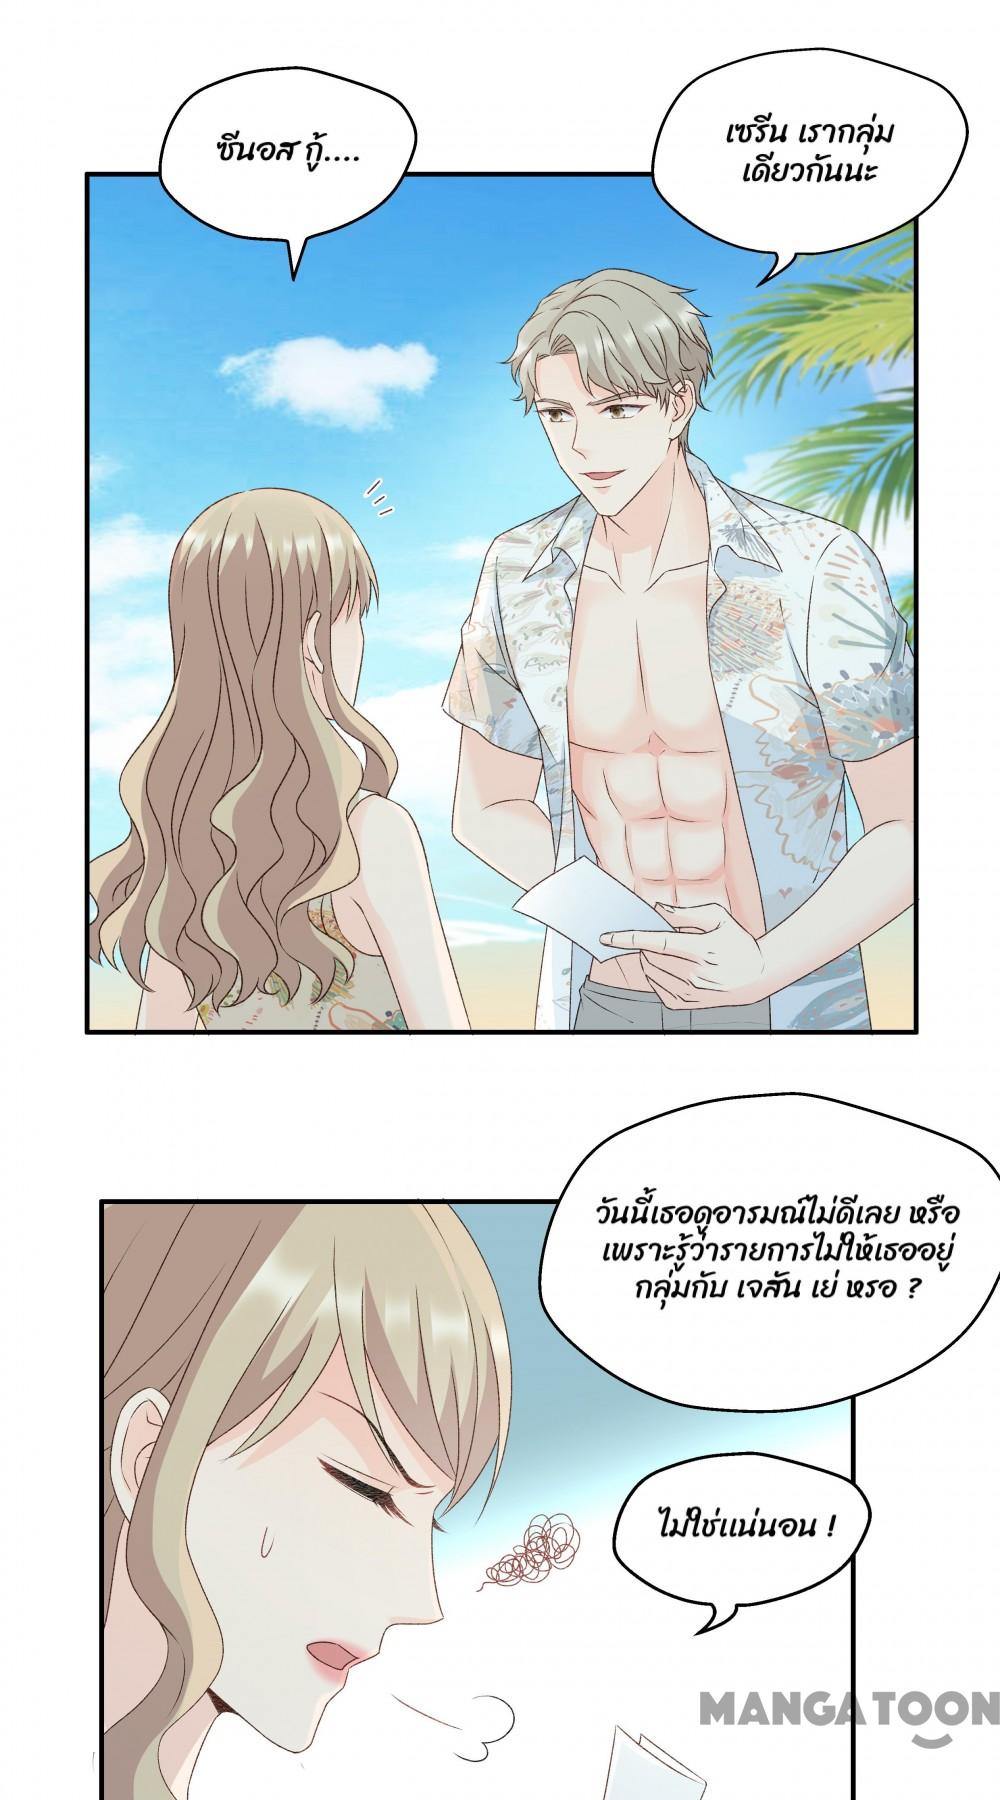 ซีนอส กู้....
เซรีน เรากลุ่ม
เดียวกันนะ
วันนี้เธอดูอารมณ์ไม่ดีเลย หรือ
เพราะรู้ว่ารายการไม่ให้เธออยู่
กลุ่มกับ เจสัน เย่ หรอ ?
ไม่ใช่แน่นอน !
MANGATOON